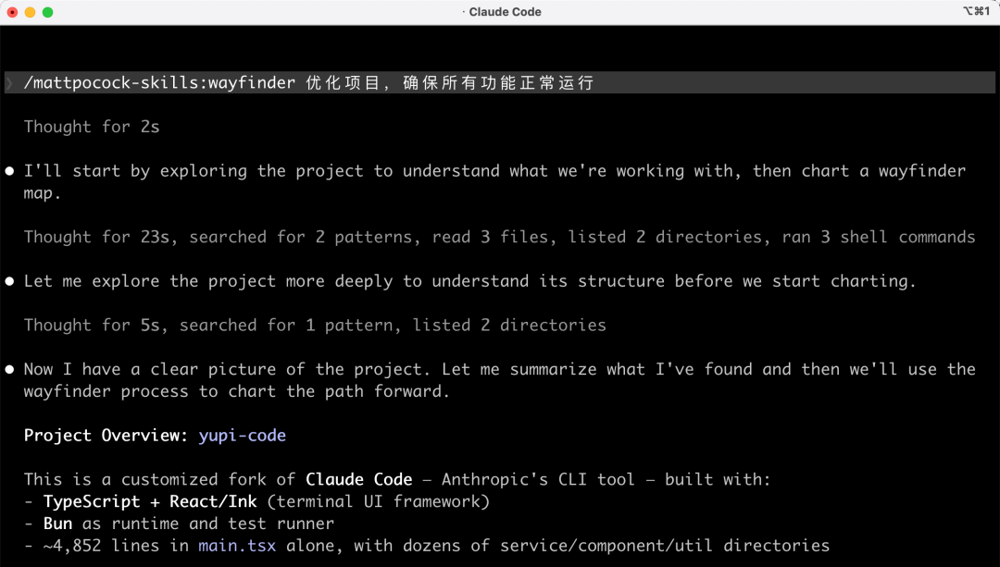 · Claude Code
⌥⌘1
❯ /mattpocock-skills:wayfinder 优化项目，确保所有功能正常运行
Thought for 2s
● I'll start by exploring the project to understand what we're working with, then chart a wayfinder
map.
Thought for 23s, searched for 2 patterns, read 3 files, listed 2 directories, ran 3 shell commands
● Let me explore the project more deeply to understand its structure before we start charting.
Thought for 5s, searched for 1 pattern, listed 2 directories
● Now I have a clear picture of the project. Let me summarize what I've found and then we'll use the
wayfinder process to chart the path forward.
Project Overview: yupi-code
This is a customized fork of Claude Code — Anthropic's CLI tool — built with:
- TypeScript + React/Ink (terminal UI framework)
- Bun as runtime and test runner
- ~4,852 lines in main.tsx alone, with dozens of service/component/util directories